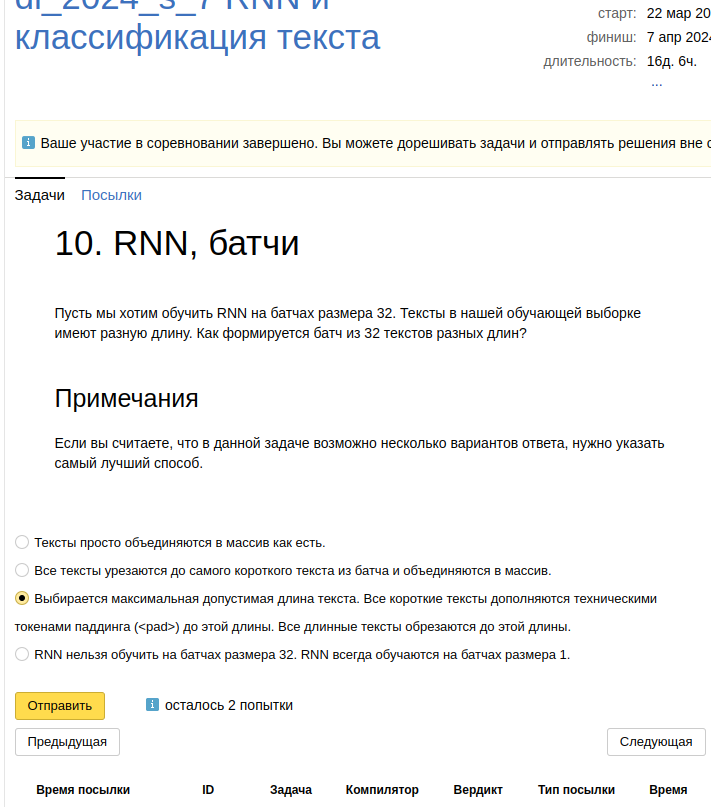 dl_2024_s_7 RNN и
классификация текста
старт: 22 мар 20
финиш: 7 апр 2024
длительность: 16д. 6ч.
...
Ваше участие в соревновании завершено. Вы можете дорешивать задачи и отправлять решения вне с
Задачи Посылки
10. RNN, батчи
Пусть мы хотим обучить RNN на батчах размера 32. Тексты в нашей обучающей выборке
имеют разную длину. Как формируется батч из 32 текстов разных длин?
Примечания
Если вы считаете, что в данной задаче возможно несколько вариантов ответа, нужно указать
самый лучший способ.
Тексты просто объединяются в массив как есть.
Все тексты урезаются до самого короткого текста из батча и объединяются в массив.
Выбирается максимальная допустимая длина текста. Все короткие тексты дополняются техническими
токенами паддинга (<pad>) до этой длины. Все длинные тексты обрезаются до этой длины.
RNN нельзя обучить на батчах размера 32. RNN всегда обучаются на батчах размера 1.
Отправить осталось 2 попытки
Предыдущая Следующая
Время посылки ID Задача Компилятор Вердикт Тип посылки Время